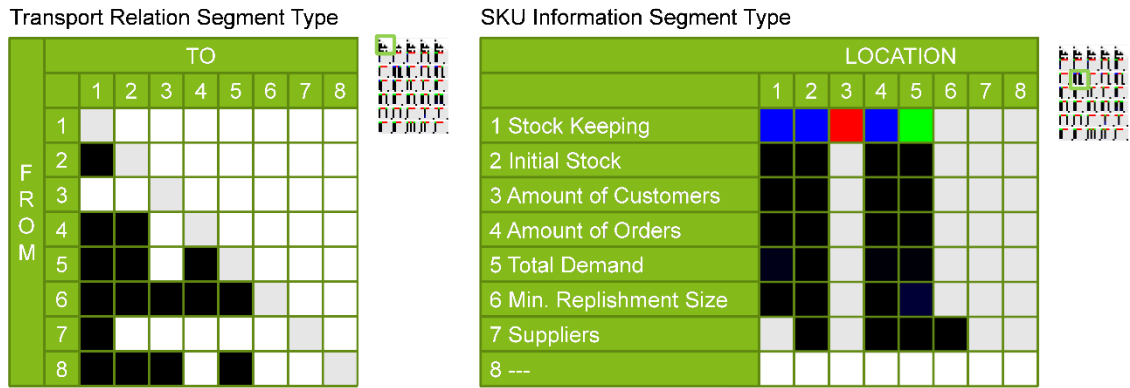 Transport Relation Segment Type
TO
1 2 3 4 5 6 7 8
FROM
1
2
3
4
5
6
7
8
SKU Information Segment Type
LOCATION
1 2 3 4 5 6 7 8
1 Stock Keeping
2 Initial Stock
3 Amount of Customers
4 Amount of Orders
5 Total Demand
6 Min. Replishment Size
7 Suppliers
8 ---